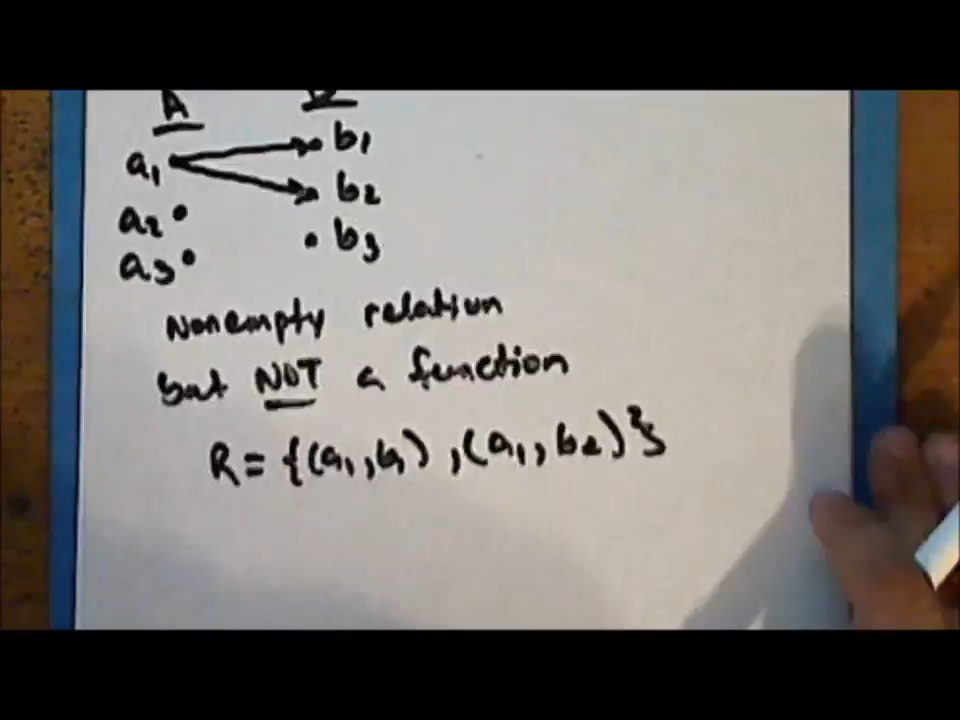 A
a1 b1
a2 b2
a3 b3
Nonempty relation
but NOT a function
R = {(a1, b1), (a1, b2)}